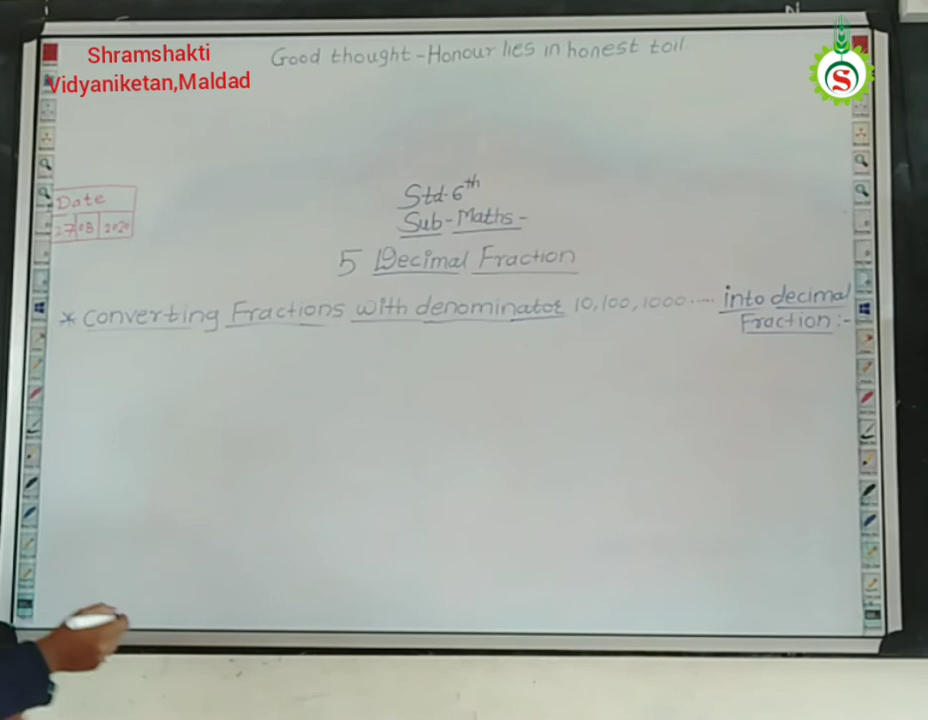 Shramshakti
Vidyaniketan,Maldad
Good thought - Honour lies in honest toil
S
Date
27 08 2020
Std. 6th
Sub - Maths -
5 Decimal Fraction
* Converting Fractions with denominator 10, 100, 1000 .... into decimal
Fraction :-